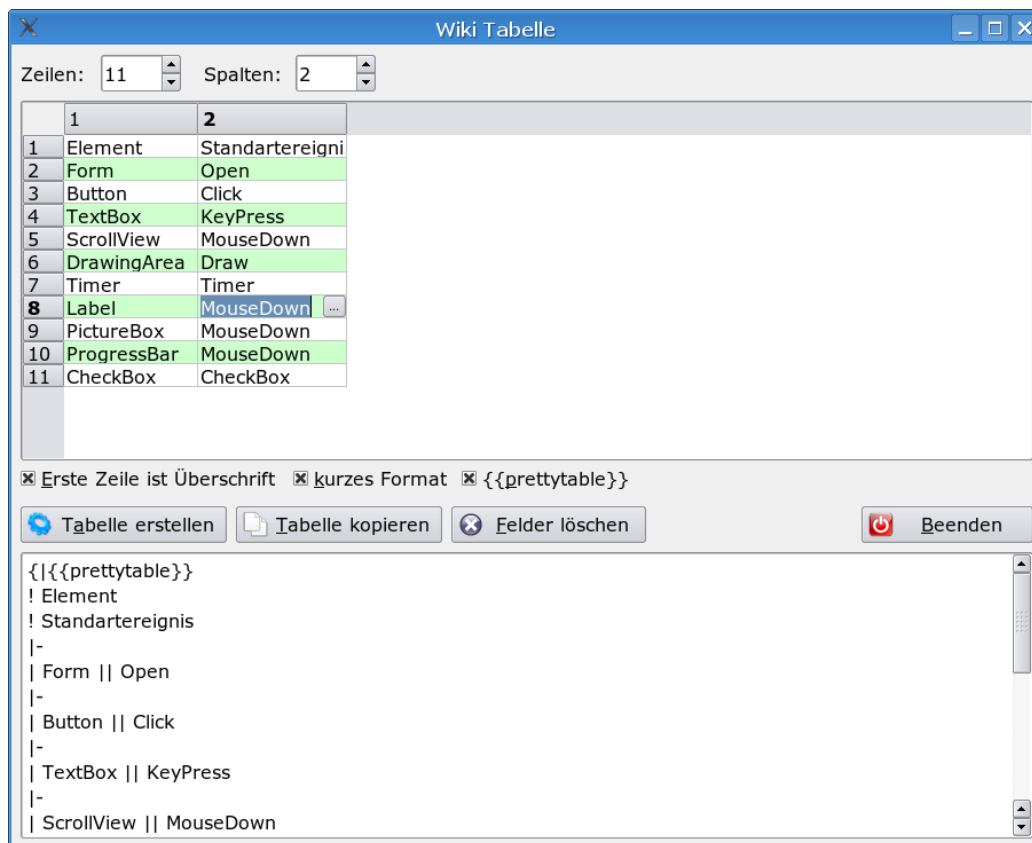 Wiki Tabelle
Zeilen: 11 Spalten: 2
1 2
1 Element Standartereigni
2 Form Open
3 Button Click
4 TextBox KeyPress
5 ScrollView MouseDown
6 DrawingArea Draw
7 Timer Timer
8 Label MouseDown ...
9 PictureBox MouseDown
10 ProgressBar MouseDown
11 CheckBox CheckBox
Erste Zeile ist Überschrift kurzes Format {{prettytable}}
Tabelle erstellen Tabelle kopieren Felder löschen Beenden
{|{{prettytable}}
! Element
! Standartereignis
|-
| Form || Open
|-
| Button || Click
|-
| TextBox || KeyPress
|-
| ScrollView || MouseDown